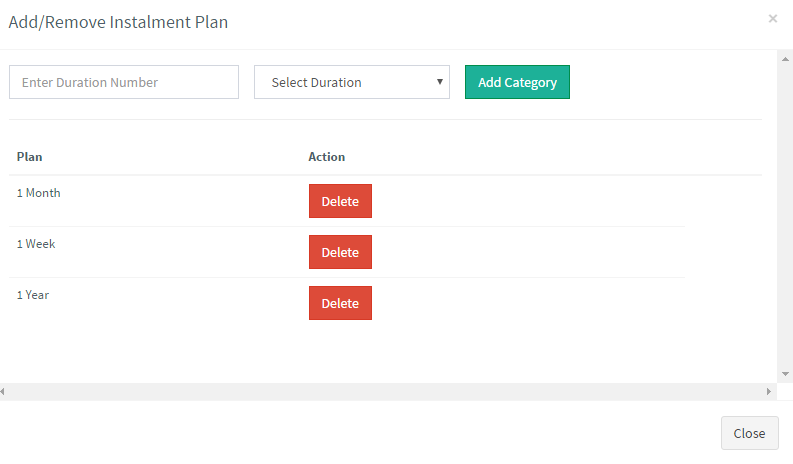 Add/Remove Instalment Plan ×
Enter Duration Number Select Duration Add Category
Plan Action
1 Month Delete
1 Week Delete
1 Year Delete
Close